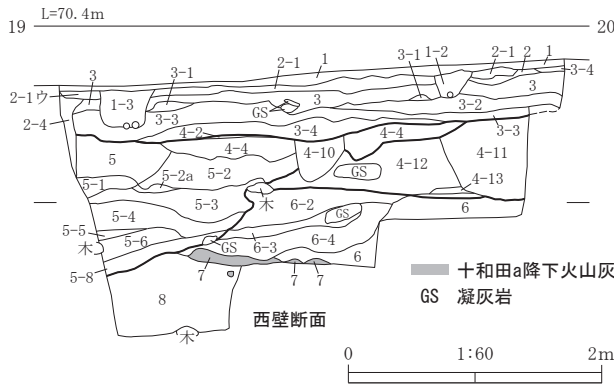 19 L=70.4m 20
3 3-1 2-1 1 3-1 1-2 2-1 2 1 3-4
2-1ウ 1-3 GS 3 3
2-4 3-3 3-2 3-3
4-2 3-4 4-4
5 4-4 4-10 4-12 4-11
5-1 5-2a 5-2 GS 4-13
木
5-4 5-3 6-2 GS 6
5-5 GS
木 5-6 6-3 6-4 6
5-8 7 7 7
8
木
西壁断面
十和田a降下火山灰
GS 凝灰岩
0 1:60 2m